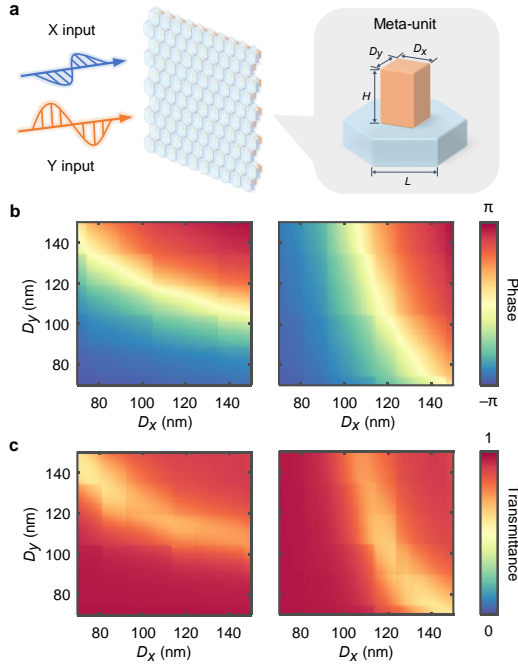 a
X input
Y input
Meta-unit
Dy Dx
H
L
b
π
140
120
100
80
Dy (nm)
80 100 120 140
Dx (nm)
80 100 120 140
Dx (nm)
Phase
–π
c
1
140
120
100
80
Dy (nm)
80 100 120 140
Dx (nm)
80 100 120 140
Dx (nm)
Transmittance
0